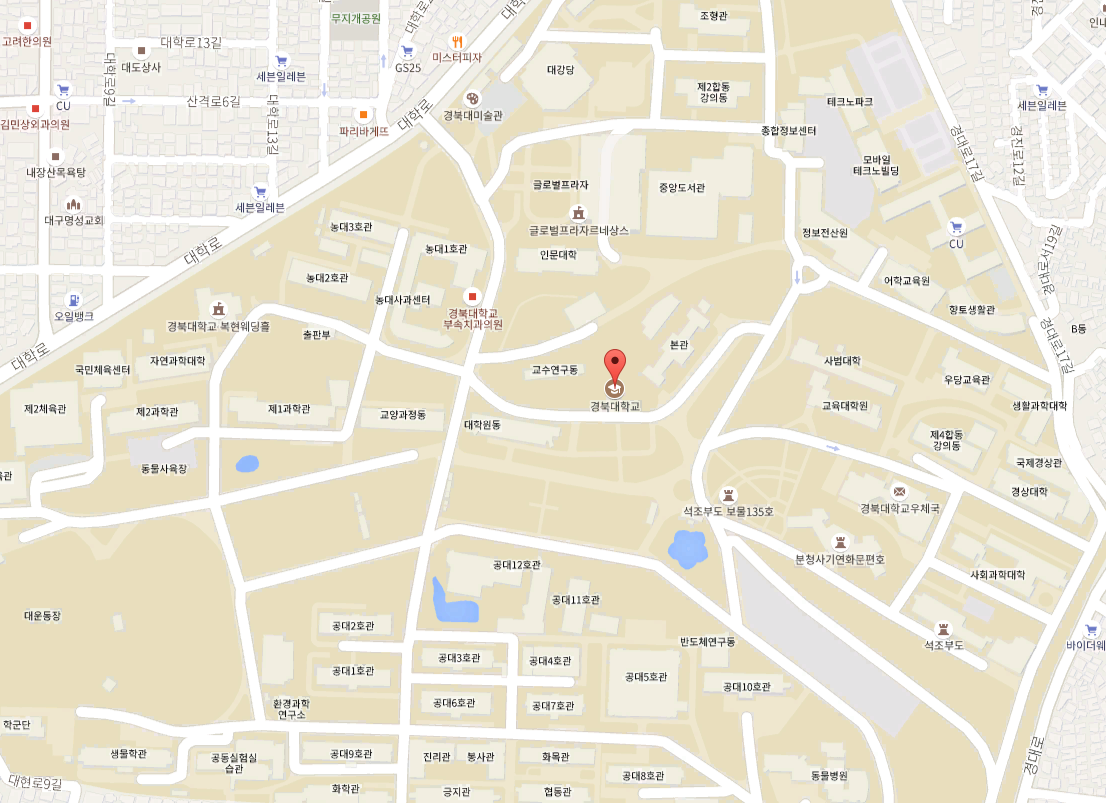 무지개공원
조형관
고려한의원
대학로13길
대도상사
미스터피자
GS25
세븐일레븐
대강당
제2합동
강의동
대학로9길
CU
산격로6길
대학로13길
대학로
경북대미술관
테크노파크
세븐일레븐
김만상외과의원
파리바게뜨
종합정보센터
경대로17길
경진로12길
내장산목욕탕
모바일
테크노빌딩
글로벌프라자
중앙도서관
세븐일레븐
대구명성교회
글로벌프라자르네상스
농대3호관
정보전산원
CU
대학로
농대1호관
인문대학
농대2호관
어학교육원
농대사과센터
오일뱅크
경북대학교
부속치과의원
향토생활관
경북대학교 복현웨딩홀
출판부
B동
본관
경대로17길
대학로
자연과학대학
국민체육센터
교수연구동
사범대학
우당교육관
경북대학교
교육대학원
생활과학대학
제2체육관
제2과학관
제1과학관
교양과정동
대학원동
제4합동
강의동
동물사육장
국제경상관
경상대학
석조부도 보물135호
경북대학교우체국
분청사기연화문편호
공대12호관
사회과학대학
공대11호관
대운동장
공대2호관
바이더웨
반도체연구동
석조부도
공대3호관
공대4호관
공대1호관
공대5호관
공대10호관
공대6호관
공대7호관
환경과학
연구소
학군단
생물학관
공동실험실
습관
공대9호관
진리관
봉사관
화목관
경대로
공대8호관
동물병원
대현로9길
화학관
긍지관
협동관